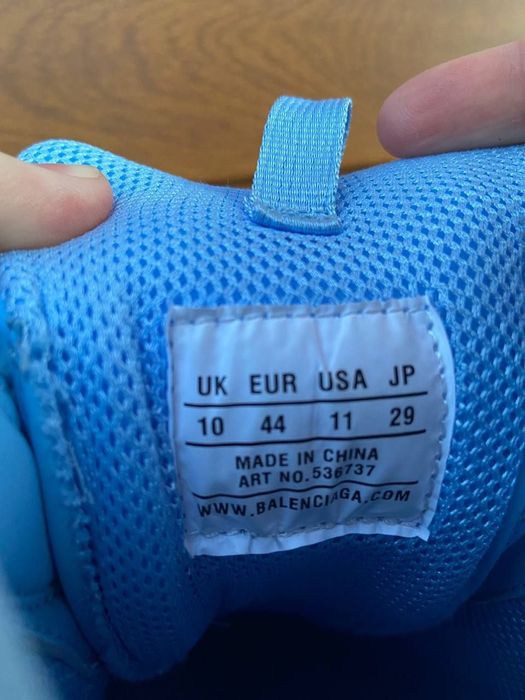 UK EUR USA JP
10 44 11 29
MADE IN CHINA
ART NO.536737
WWW.BALENCIAGA.COM